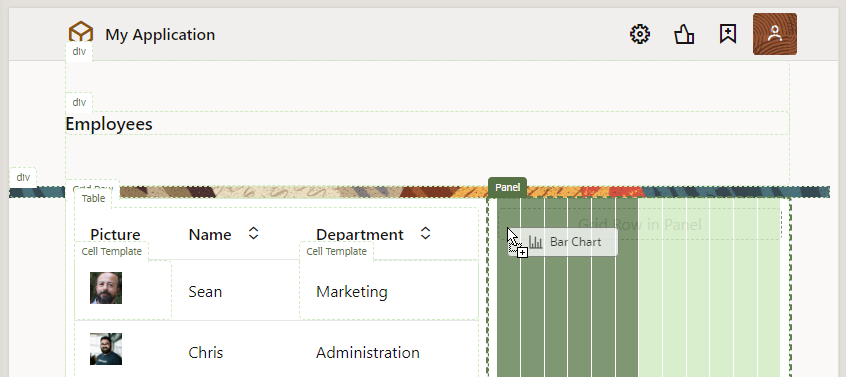 My Application
div
div
Employees
div
Grid Row
Panel
Table
Grid Row in Panel
Picture
Name
Department
Bar Chart
Cell Template
Cell Template
Sean
Marketing
Chris
Administration